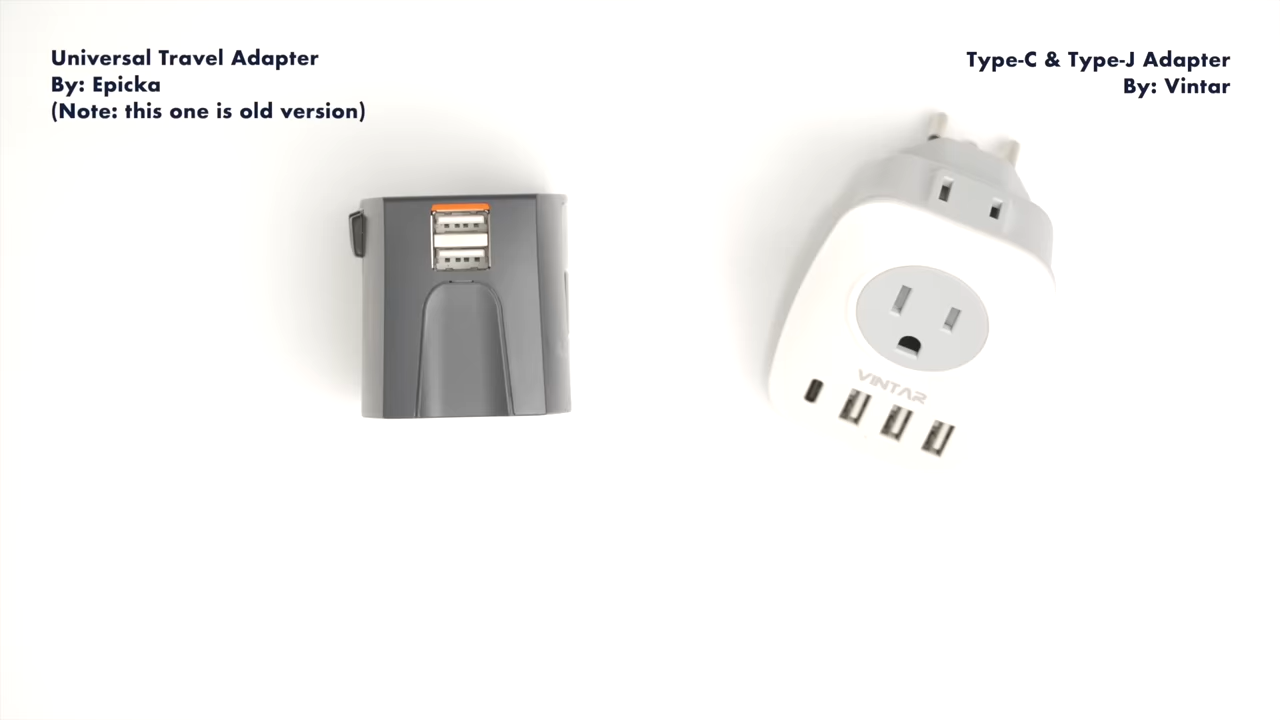 Universal Travel Adapter
By: Epicka
(Note: this one is old version)
Type-C & Type-J Adapter
By: Vintar
VINTAR